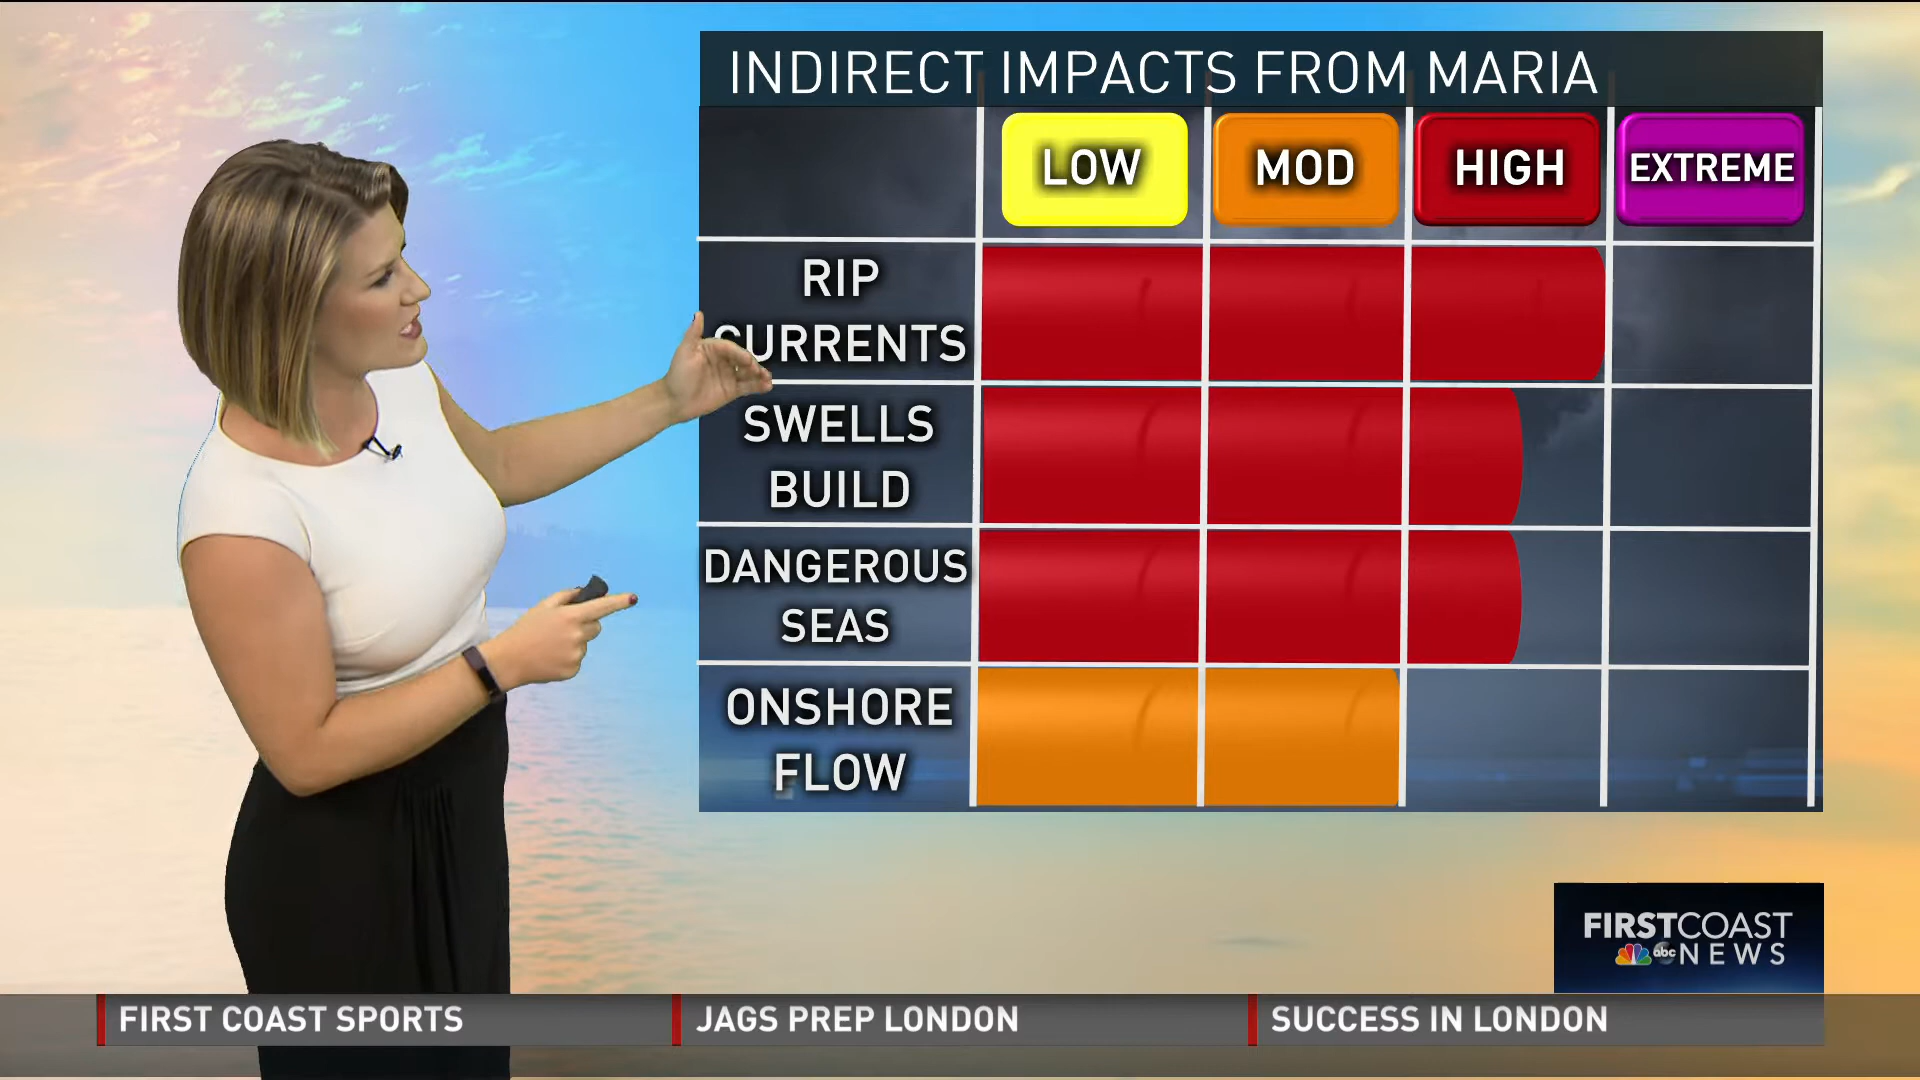 INDIRECT IMPACTS FROM MARIA
LOW MOD HIGH EXTREME
RIP
CURRENTS
SWELLS
BUILD
DANGEROUS
SEAS
ONSHORE
FLOW
FIRSTCOAST
abc NEWS
FIRST COAST SPORTS JAGS PREP LONDON SUCCESS IN LONDON